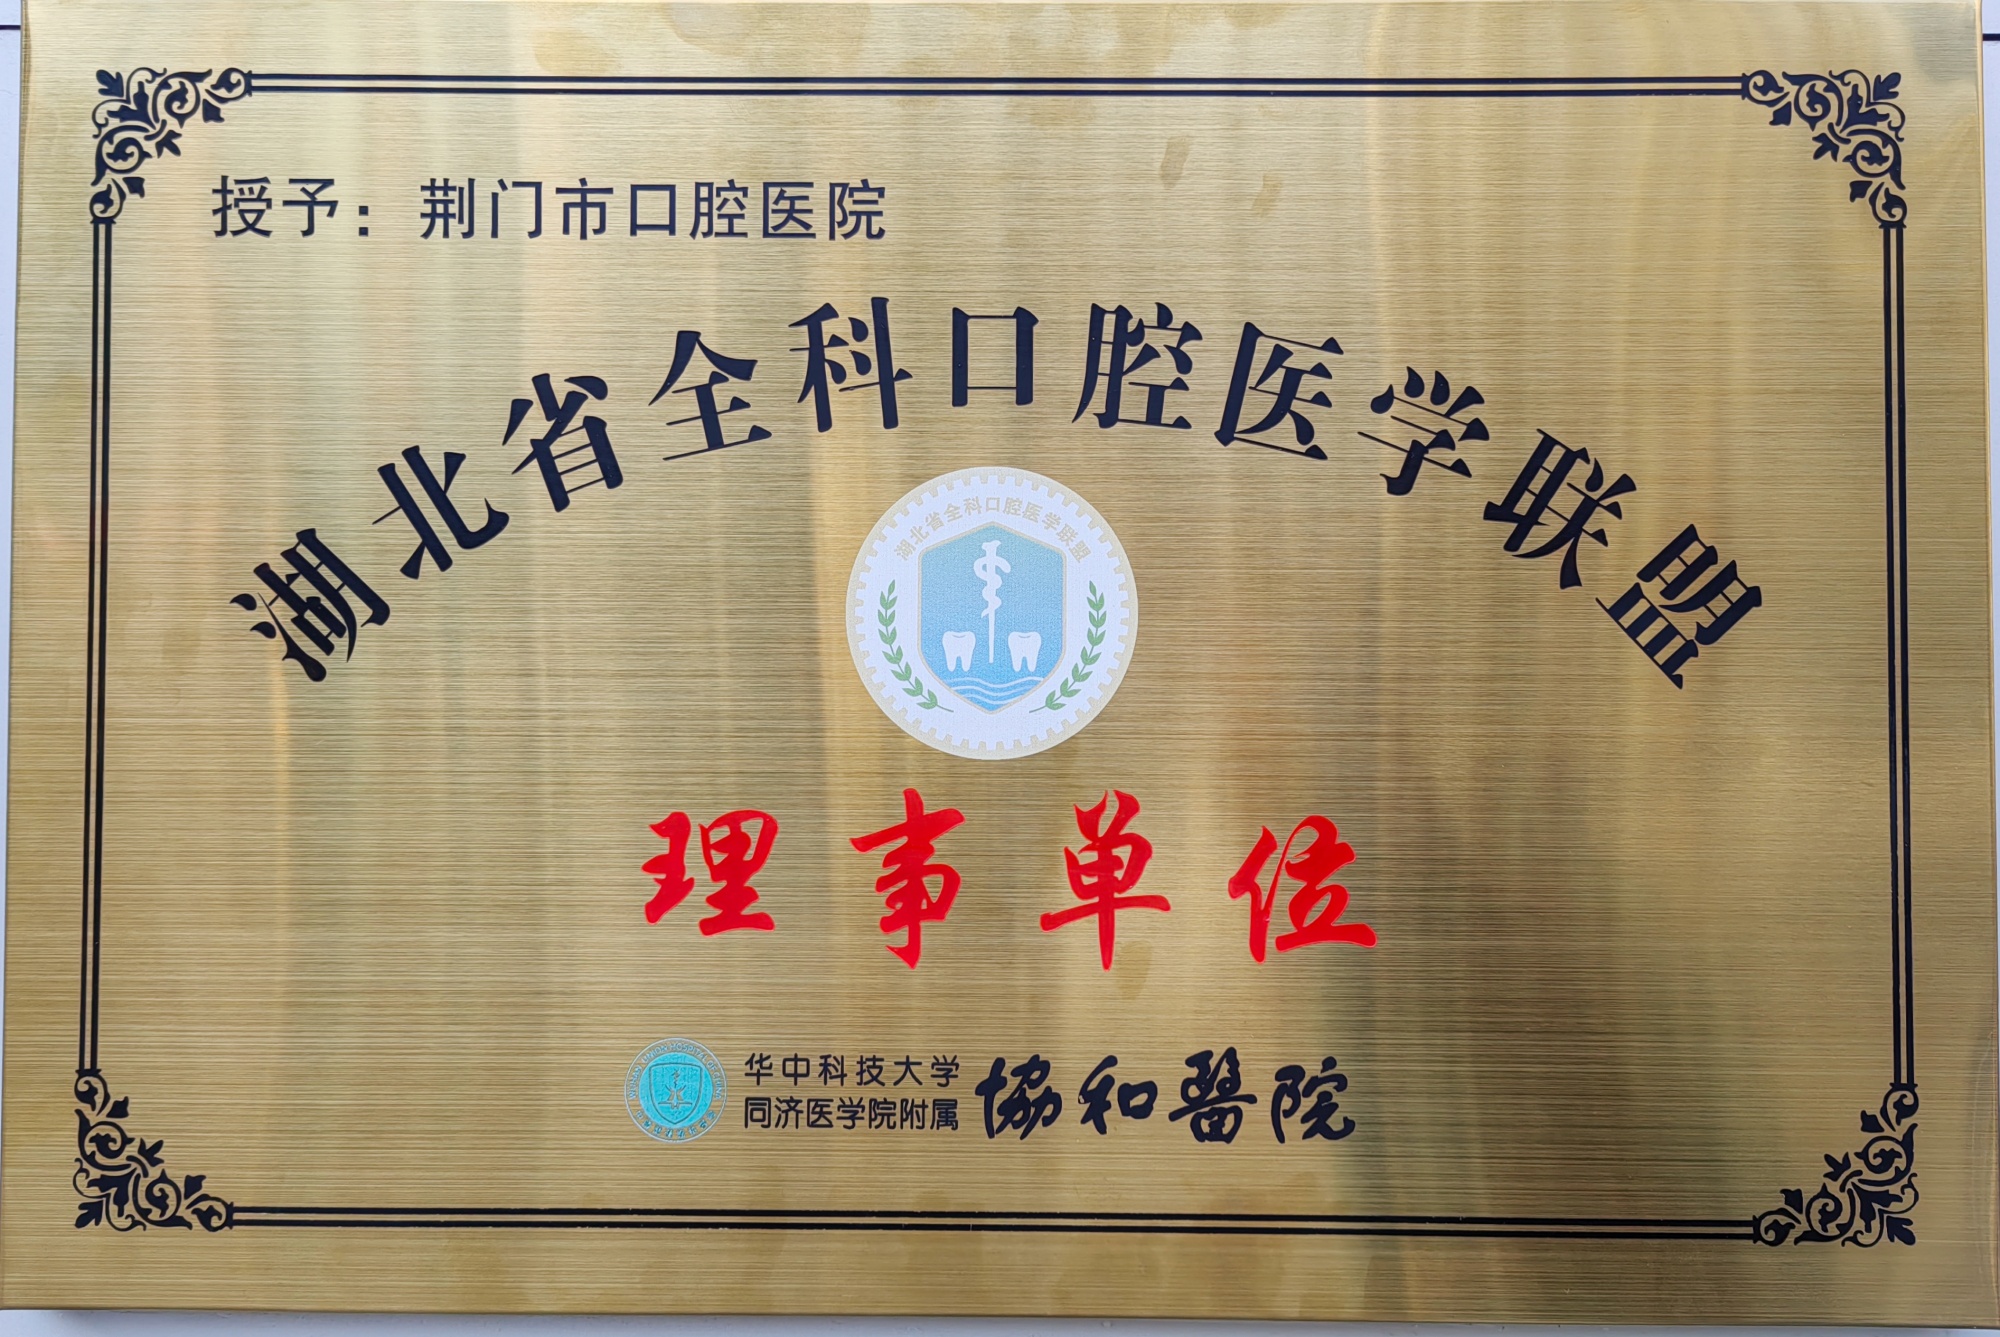 授予：荆门市口腔医院
湖北省全科口腔医学联盟
湖北省全科口腔医学联盟
理事单位
华中科技大学
同济医学院附属
協和醫院